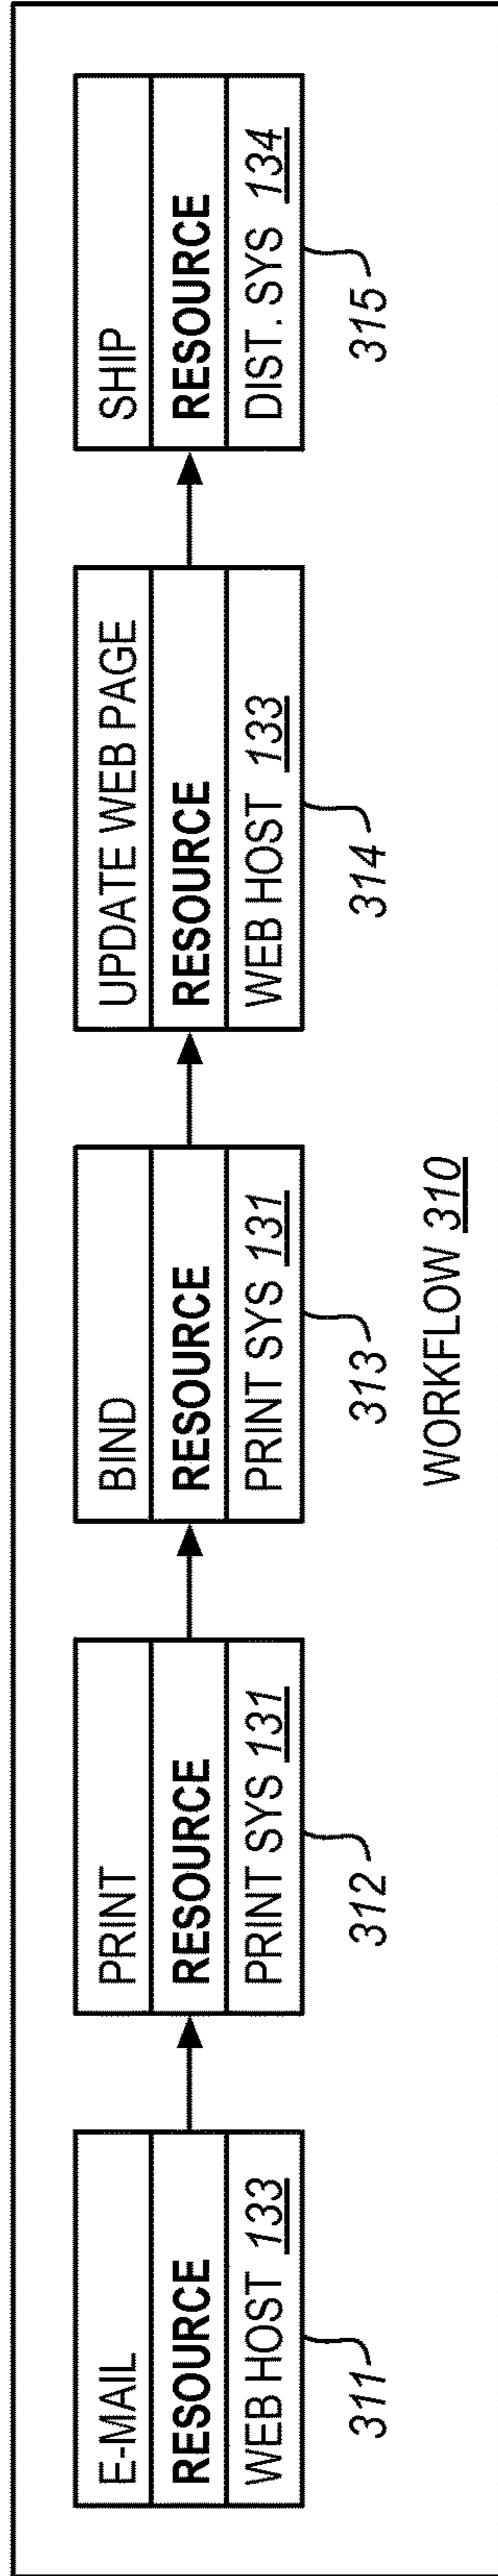 E-MAIL
RESOURCE
WEB HOST 133
311
PRINT
RESOURCE
PRINT SYS 131
312
BIND
RESOURCE
PRINT SYS 131
313
UPDATE WEB PAGE
RESOURCE
WEB HOST 133
314
SHIP
RESOURCE
DIST. SYS 134
315
WORKFLOW 310